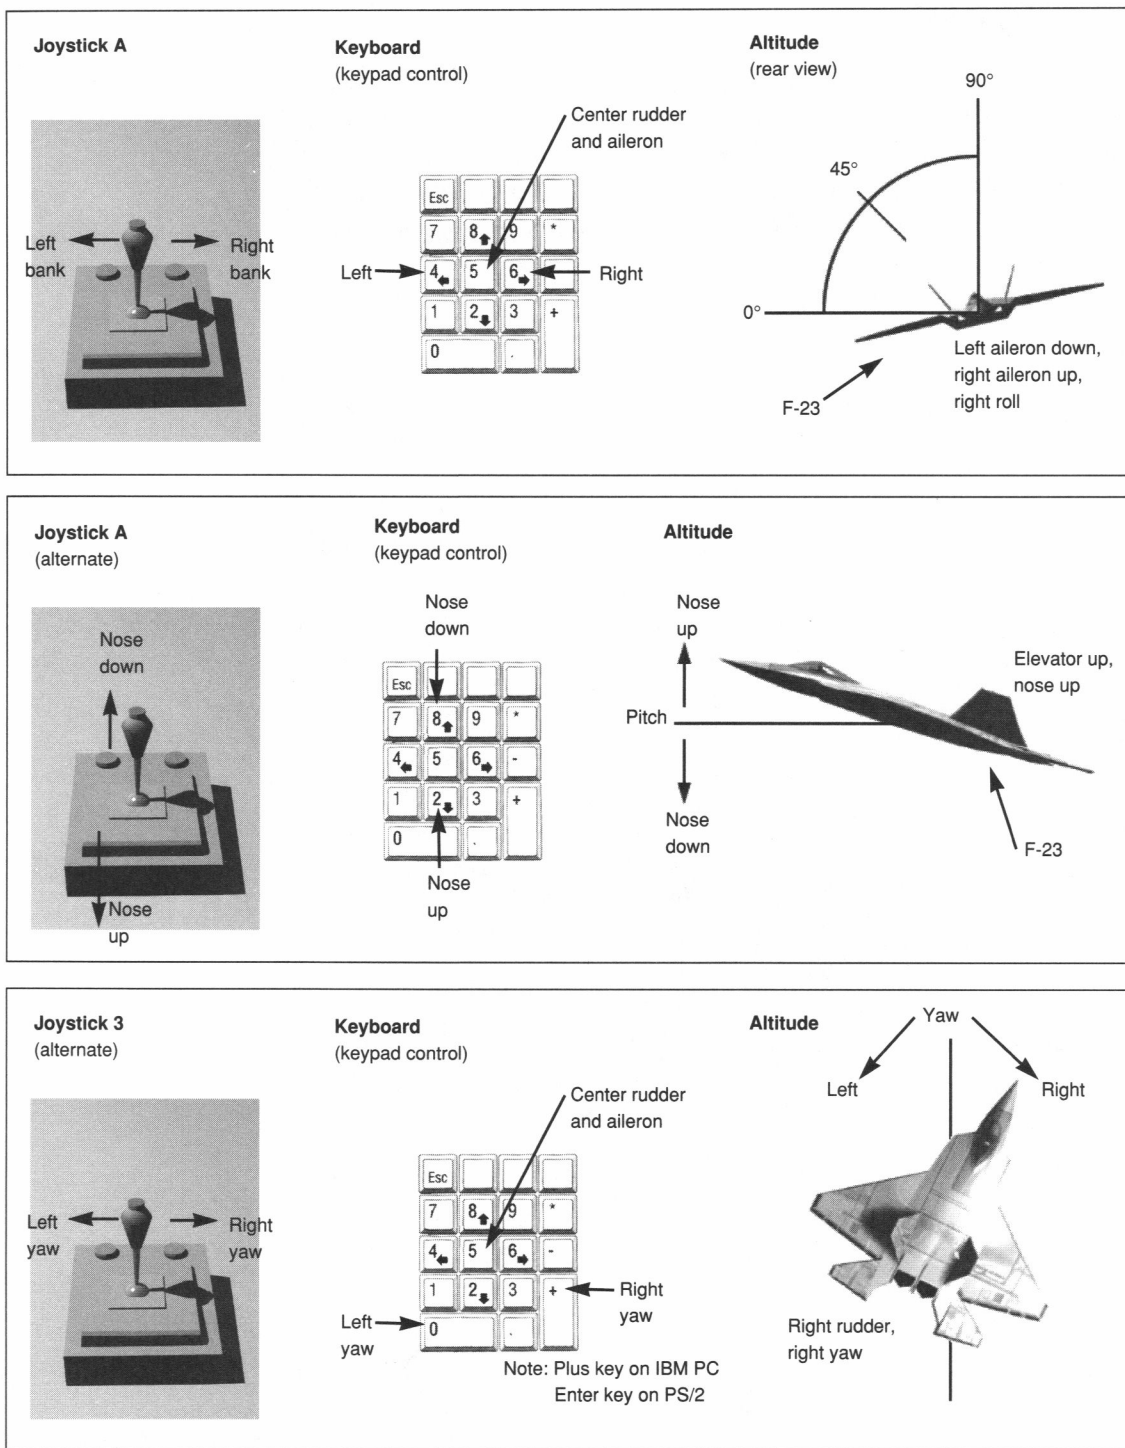 Joystick A
Keyboard
(keypad control)
Altitude
(rear view)
90°
Center rudder
and aileron
45°
Esc
7
8
9
*
Left
bank
Right
bank
Left
4
5
6
Right
1
2
3
+
0
.
0°
Left aileron down,
right aileron up,
right roll
F-23
Joystick A
(alternate)
Keyboard
(keypad control)
Altitude
Nose
down
Nose
up
Nose
down
Elevator up,
nose up
Esc
7
8
9
*
Pitch
4
5
6
-
1
2
3
+
0
.
Nose
down
F-23
Nose
up
Nose
up
Joystick 3
(alternate)
Keyboard
(keypad control)
Altitude
Yaw
Left
Right
Center rudder
and aileron
Esc
7
8
9
*
Left
yaw
Right
yaw
4
5
6
-
1
2
3
+
Right
yaw
Left
yaw
0
.
Right rudder,
right yaw
Note: Plus key on IBM PC
Enter key on PS/2